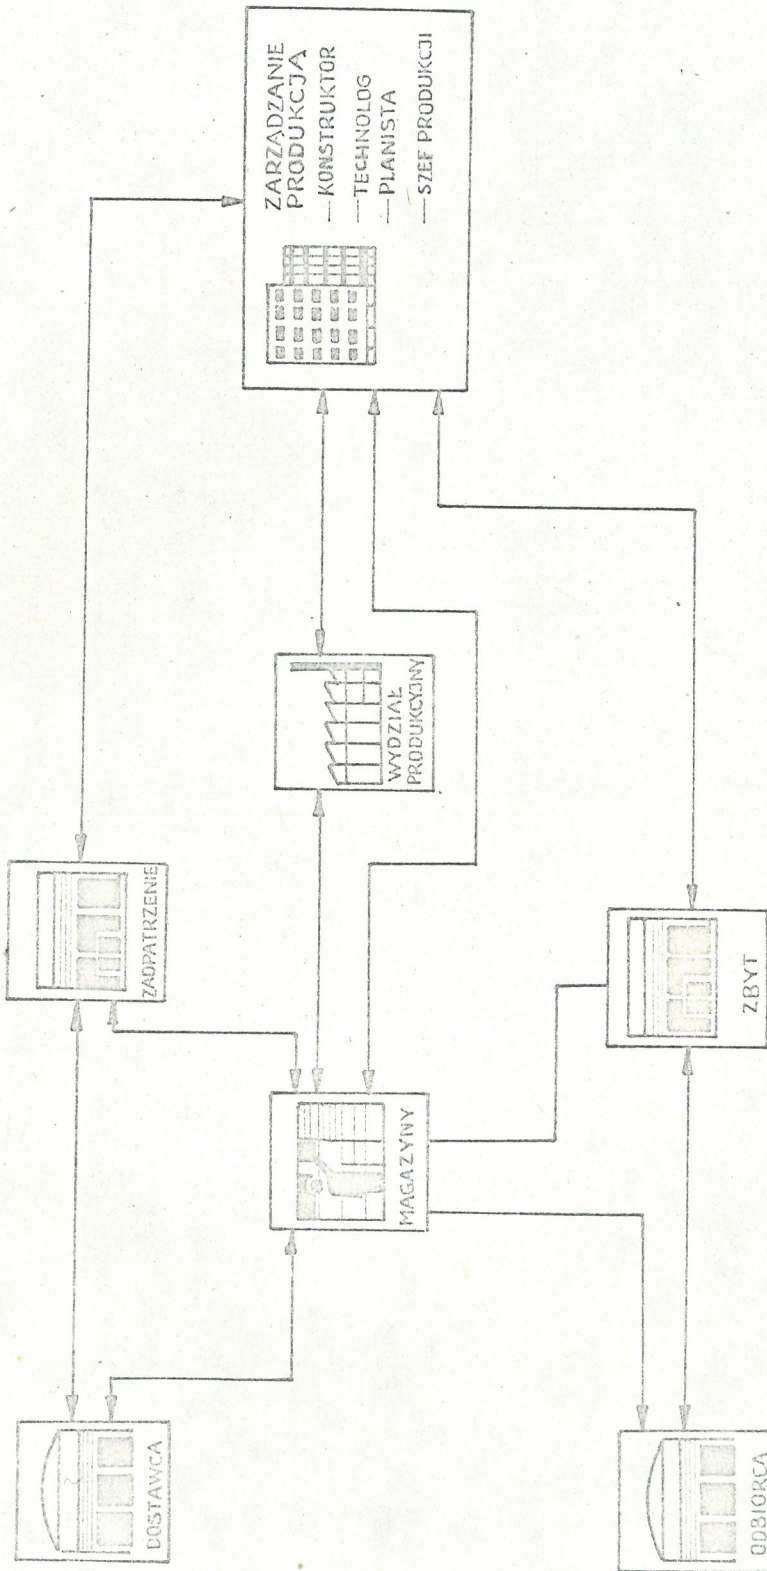 DOSTAWCA
ZAOPATRZENIE
ZARZĄDZANIE
PRODUKCJĄ
— KONSTRUKTOR
— TECHNOLOG
— PLANISTA
— SZEF PRODUKCJI
MAGAZYNY
WYDZIAŁ
PRODUKCYJNY
ODBIORCA
ZBYT